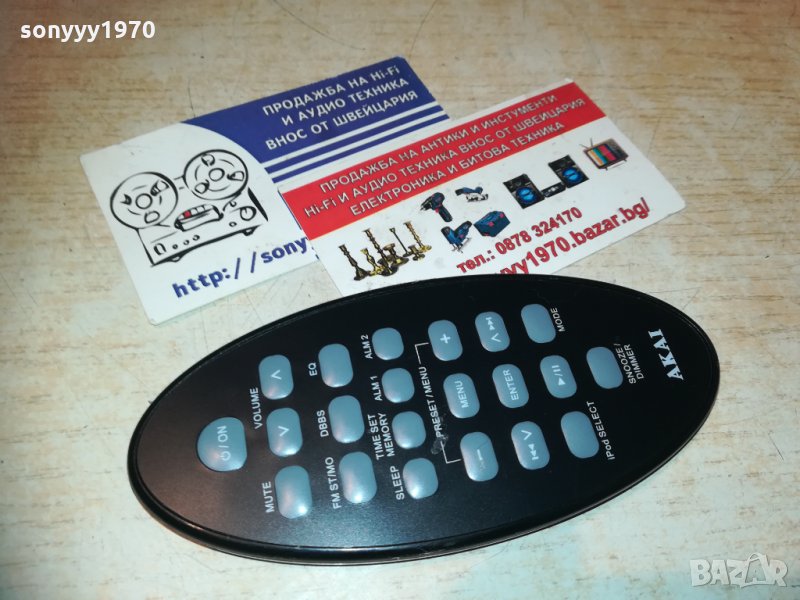 sonyyy1970
ПРОДАЖБА НА Hi-Fi
И АУДИО ТЕХНИКА
ВНОС ОТ ШВЕЙЦАРИЯ
http://sony
ПРОДАЖБА НА АНТИКИ И ИНСТУМЕНТИ
Hi-Fi И АУДИО ТЕХНИКА ВНОС ОТ ШВЕЙЦАРИЯ
ЕЛЕКТРОНИКА И БИТОВА ТЕХНИКА
тел.: 0878 324170
yyy1970.bazar.bg/
⏻/ON
VOLUME
∧
∨
MUTE
EQ
DBBS
FM ST/MO
ALM 2
ALM 1
TIME SET
MEMORY
SLEEP
PRESET/MENU
+
MENU
−
∧ ▶▶I
ENTER
I◀◀ ∨
MODE
▶/II
iPod SELECT
SNOOZE/
DIMMER
AKAI
BAZAR